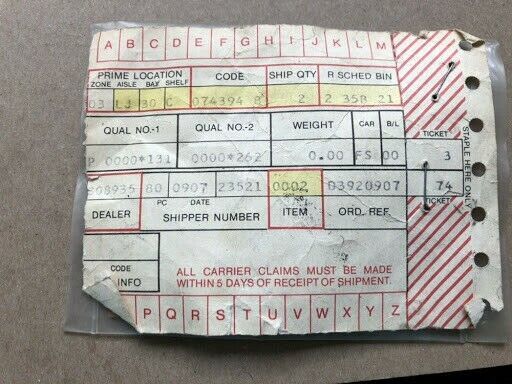 A B C D E F G H I J K L M
PRIME LOCATION CODE SHIP QTY R SCHED BIN
ZONE AISLE BAY SHELF
03 LJ 30 C 074394 8 2 2 35B 21
QUAL NO.-1 QUAL NO.-2 WEIGHT CAR B/L TICKET
P 0000*131 0000*262 0.00 FS 00 3
08935 80 0907 23521 0002 D3920907 74
DEALER PC DATE SHIPPER NUMBER ITEM ORD. REF. TICKET
STAPLE HERE ONLY
CODE
INFO
ALL CARRIER CLAIMS MUST BE MADE
WITHIN 5 DAYS OF RECEIPT OF SHIPMENT.
P Q R S T U V W X Y Z